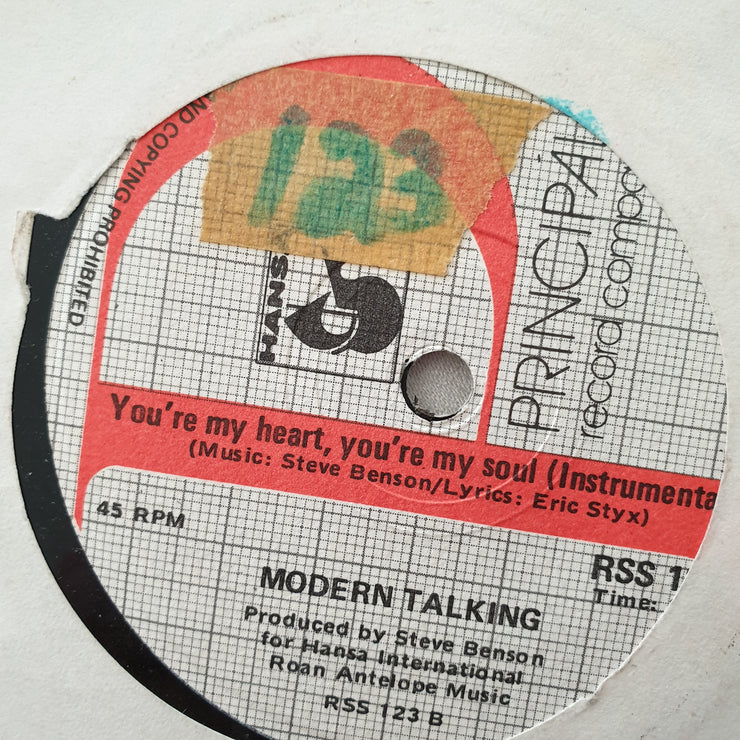 AND COPYING PROHIBITED
123
HANS
PRINCIPAL
record compa
You're my heart, you're my soul (Instrumenta
(Music: Steve Benson/Lyrics: Eric Styx)
45 RPM
RSS 1
Time:
MODERN TALKING
Produced by Steve Benson
for Hansa International
Roan Antelope Music
RSS 123 B